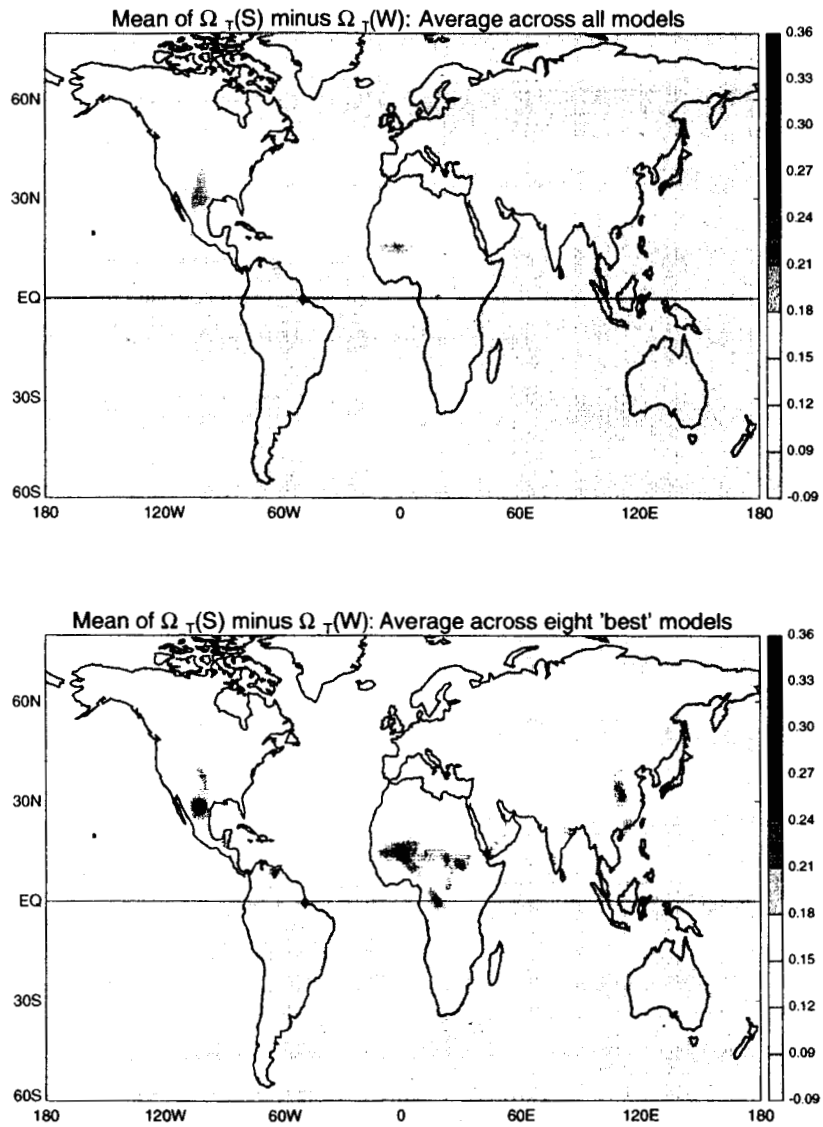 Mean of Ω T(S) minus Ω T(W): Average across all models
0.36
0.33
60N
0.30
0.27
30N
0.24
0.21
EQ
0.18
0.15
30S
0.12
0.09
60S
-0.09
180 120W 60W 0 60E 120E 180
Mean of Ω T(S) minus Ω T(W): Average across eight 'best' models
0.36
0.33
60N
0.30
0.27
30N
0.24
0.21
EQ
0.18
0.15
30S
0.12
0.09
60S
-0.09
180 120W 60W 0 60E 120E 180